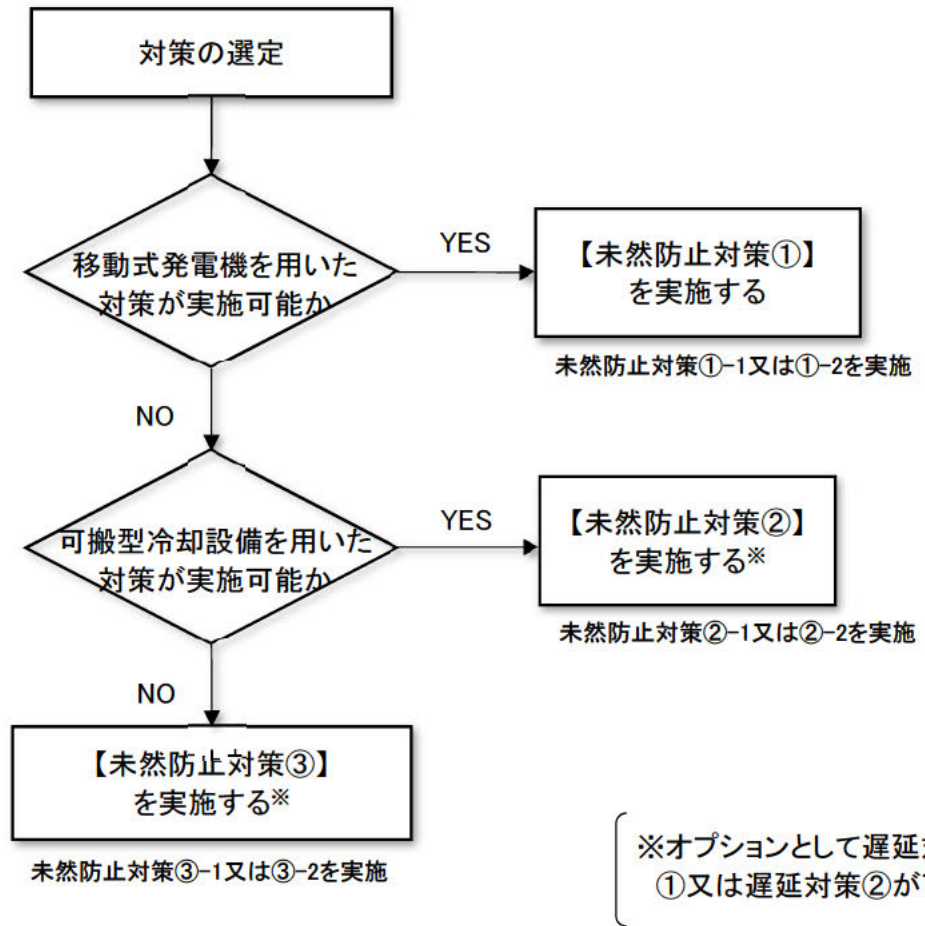 対策の選定
移動式発電機を用いた
対策が実施可能か
YES
【未然防止対策①】
を実施する
未然防止対策①-1又は①-2を実施
NO
可搬型冷却設備を用いた
対策が実施可能か
YES
【未然防止対策②】
を実施する※
未然防止対策②-1又は②-2を実施
NO
【未然防止対策③】
を実施する※
未然防止対策③-1又は③-2を実施
※オプションとして遅延
①又は遅延対策②が